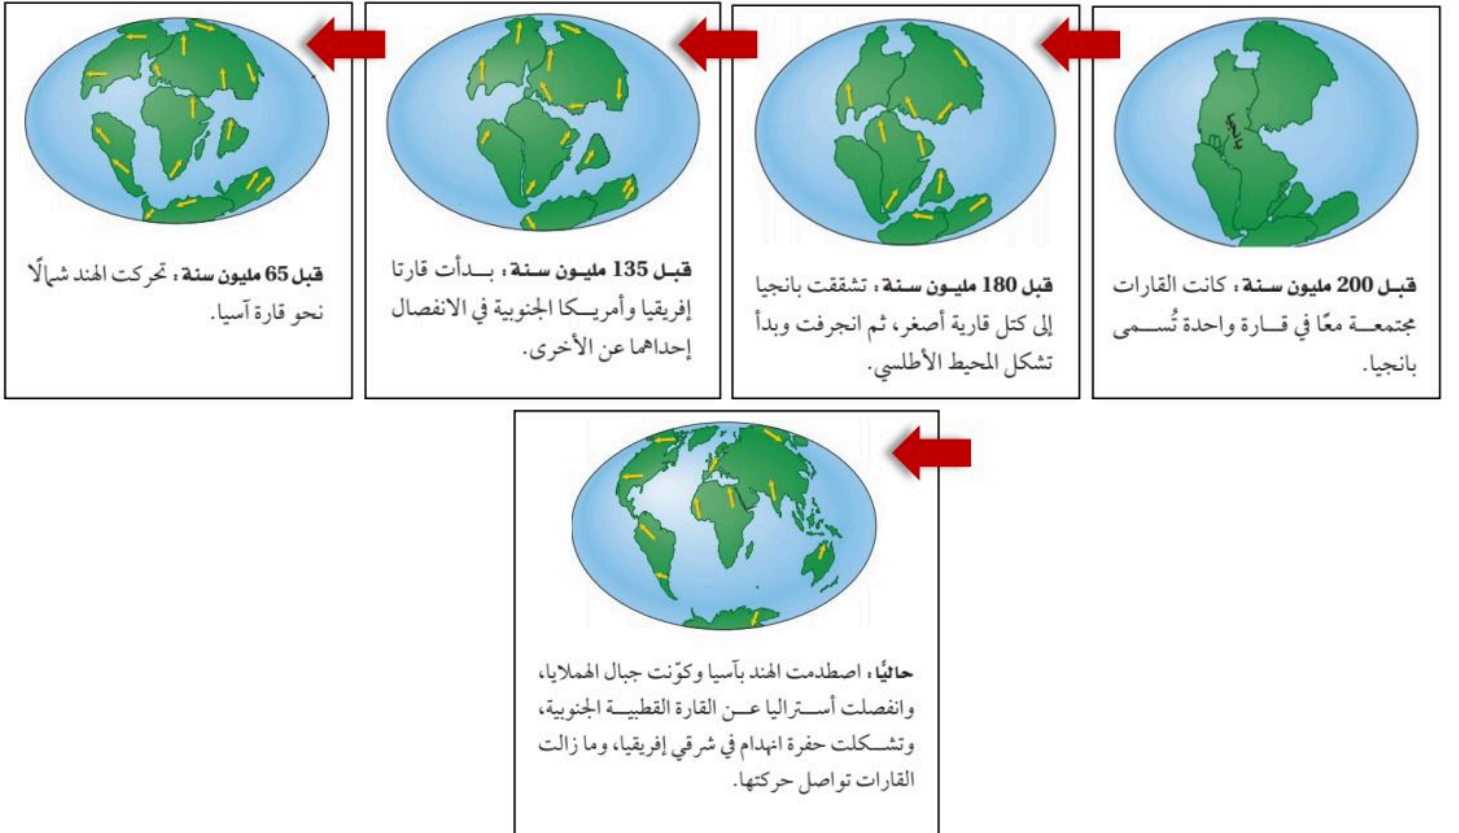 بانجيا
قبل 200 مليون سنة: كانت القارات
مجتمعة معًا في قارة واحدة تُسمى
بانجيا.
قبل 180 مليون سنة: تشققت بانجيا
إلى كتل قارية أصغر، ثم انجرفت وبدأ
تشكل المحيط الأطلسي.
قبل 135 مليون سنة: بدأت قارتا
إفريقيا وأمريكا الجنوبية في الانفصال
إحداهما عن الأخرى.
قبل 65 مليون سنة: تحركت الهند شمالًا
نحو قارة آسيا.
حاليًّا: اصطدمت الهند بآسيا وكوّنت جبال الهملايا،
وانفصلت أستراليا عن القارة القطبية الجنوبية،
وتشكلت حفرة انهدام في شرقي إفريقيا، وما زالت
القارات تواصل حركتها.